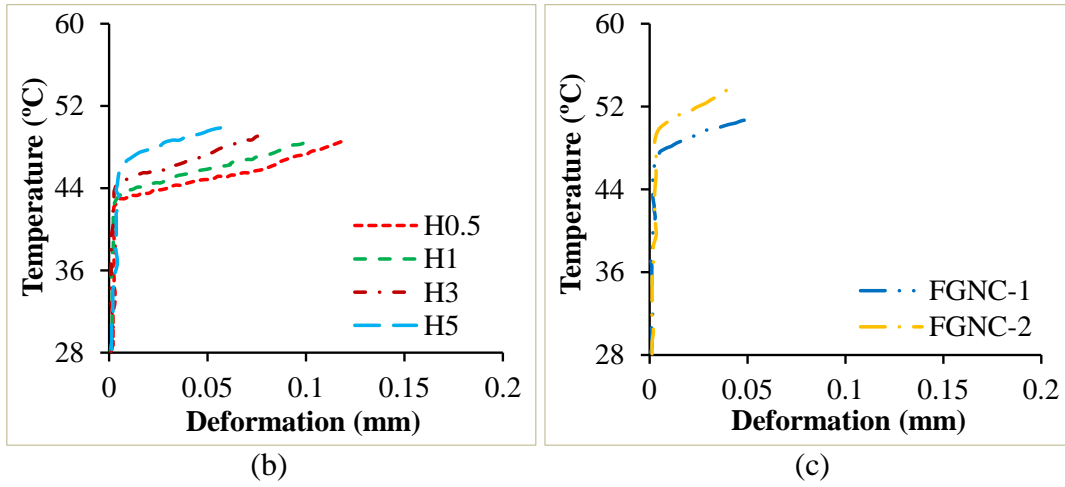 60
52
44
36
28
Temperature (ºC)
0
0.05
0.1
0.15
0.2
Deformation (mm)
H0.5
H1
H3
H5
(b)
60
52
44
36
28
Temperature (ºC)
0
0.05
0.1
0.15
0.2
Deformation (mm)
FGNC-1
FGNC-2
(c)